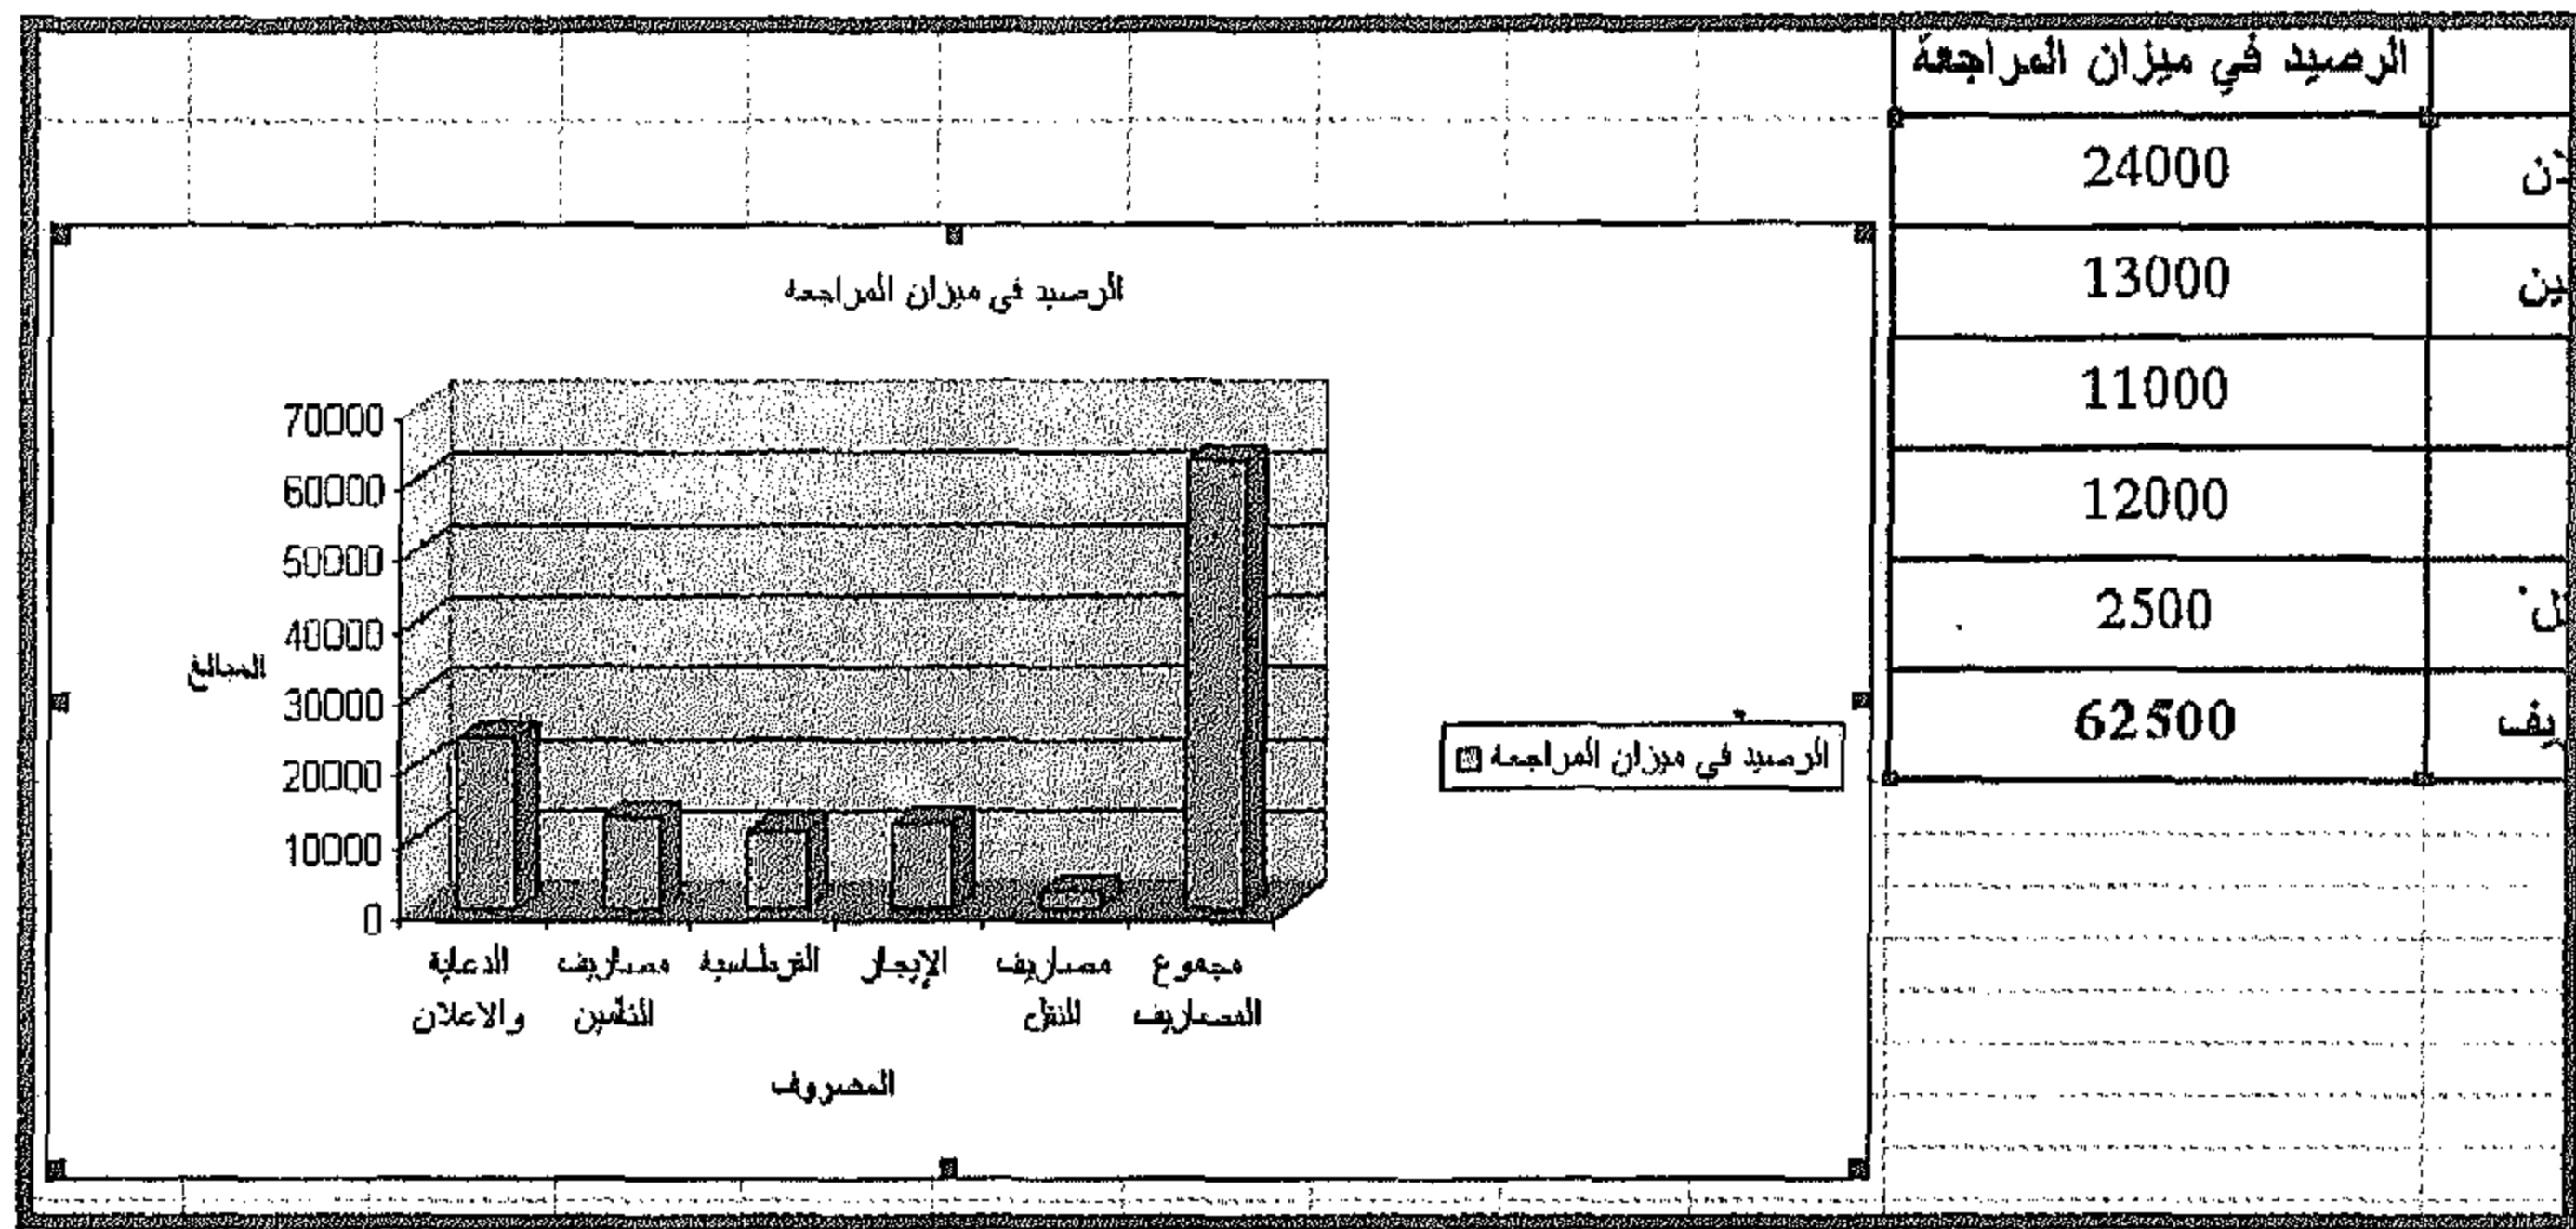 الرصيد في ميزان المراجعة
24000
13000
11000
12000
2500
62500
الرصيد في ميزان المراجعة
70000
60000
50000
40000
30000
20000
10000
0
المبالغ
الدعاية والاعلان
مصاريف التأمين
القرطاسية
الإيجار
مصاريف النقل
مجموع المصاريف
المصروف
الرصيد في ميزان المراجعة